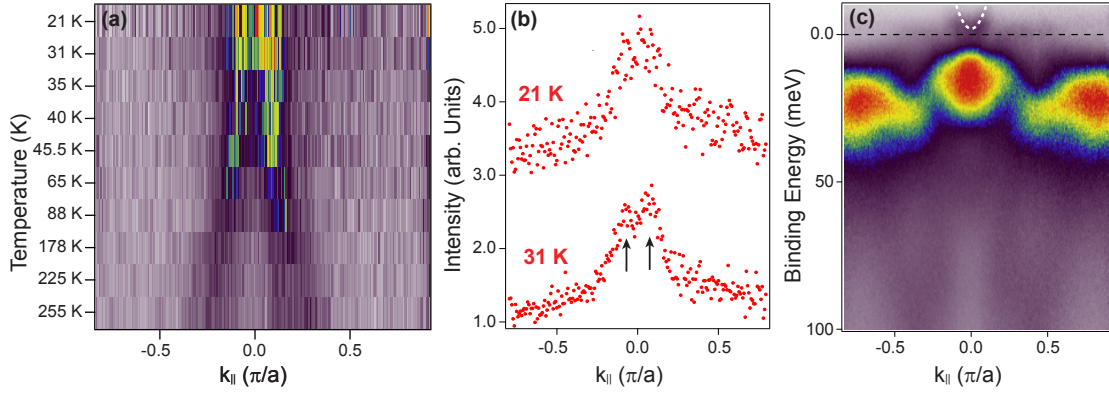 (a)
Temperature (K)
21 K
31 K
35 K
40 K
45.5 K
65 K
88 K
178 K
225 K
255 K
-0.5
0.0
0.5
k|| (π/a)
(b)
Intensity (arb. Units)
5.0
4.0
3.0
2.0
1.0
21 K
31 K
-0.5
0.0
0.5
k|| (π/a)
(c)
Binding Energy (meV)
0.0
50
100
-0.5
0.0
0.5
k|| (π/a)